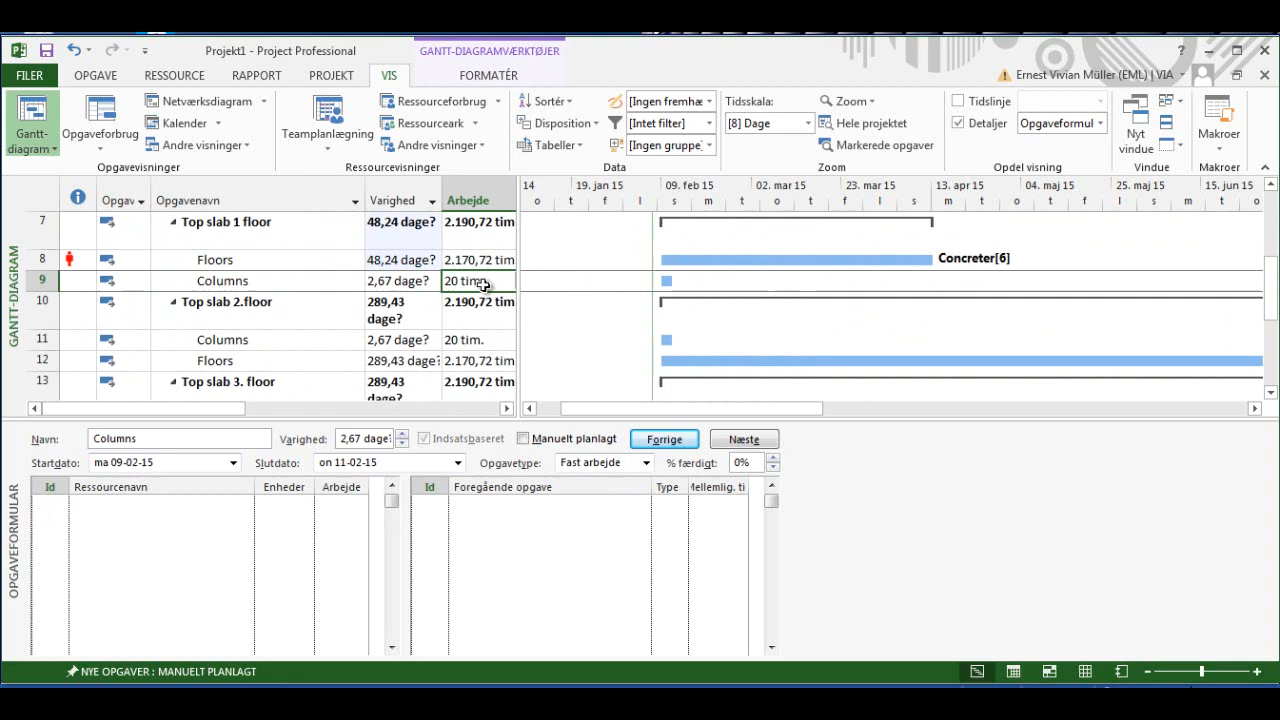 Projekt1 - Project Professional
GANTT-DIAGRAMVÆRKTØJER
?
FILER OPGAVE RESSOURCE RAPPORT PROJEKT VIS FORMATÉR
Ernest Vivian Müller (EML) | VIA
Gantt-diagram
Opgaveforbrug
Netværksdiagram
Kalender
Andre visninger
Opgavevisninger
Teamplanlægning
Ressourceforbrug
Ressourceark
Andre visninger
Ressourcevisninger
Sortér
Disposition
Tabeller
[Ingen fremhæ
[Intet filter]
[Ingen gruppe]
Data
Tidsskala:
[8] Dage
Zoom
Hele projektet
Markerede opgaver
Zoom
Tidslinje
Detaljer
Opgaveformul
Opdel visning
Nyt vindue
Vindue
Makroer
Makroer
Opgav Opgavenavn Varighed Arbejde
14 19. jan 15 09. feb 15 02. mar 15 23. mar 15 13. apr 15 04. maj 15 25. maj 15 15. jun 15
o t f l s m t o t f l s m t o t f l s m t o
7 Top slab 1 floor 48,24 dage? 2.190,72 tim
8 Floors 48,24 dage? 2.170,72 tim
Concreter[6]
9 Columns 2,67 dage? 20 tim.
10 Top slab 2.floor 289,43 dage? 2.190,72 tim
11 Columns 2,67 dage? 20 tim.
12 Floors 289,43 dage? 2.170,72 tim
13 Top slab 3. floor 289,43 dage? 2.190,72 tim
GANTT-DIAGRAM
Navn: Columns Varighed: 2,67 dage? Indsatsbaseret Manuelt planlagt Forrige Næste
Startdato: ma 09-02-15 Slutdato: on 11-02-15 Opgavetype: Fast arbejde % færdigt: 0%
Id Ressourcenavn Enheder Arbejde
Id Foregående opgave Type Mellemlig. ti
OPGAVEFORMULAR
NYE OPGAVER : MANUELT PLANLAGT